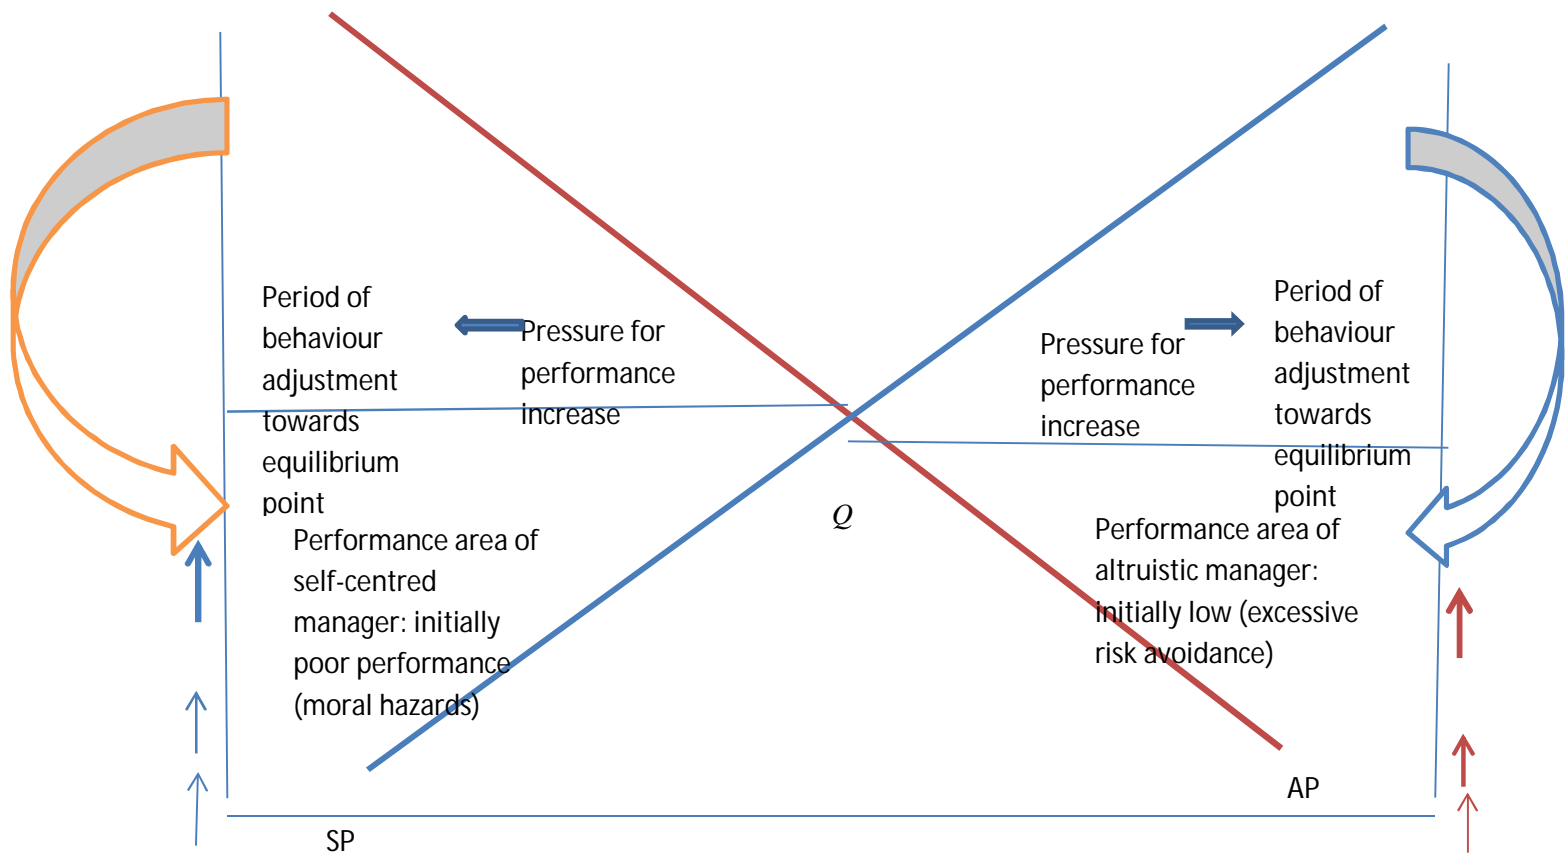 Period of
behaviour
adjustment
towards
equilibrium
point
Pressure for
performance
increase
Pressure for
performance
increase
Period of
behaviour
adjustment
towards
equilibrium
point
Q
Performance area of
self-centred
manager: initially
poor performance
(moral hazards)
Performance area of
altruistic manager:
initially low (excessive
risk avoidance)
AP
SP